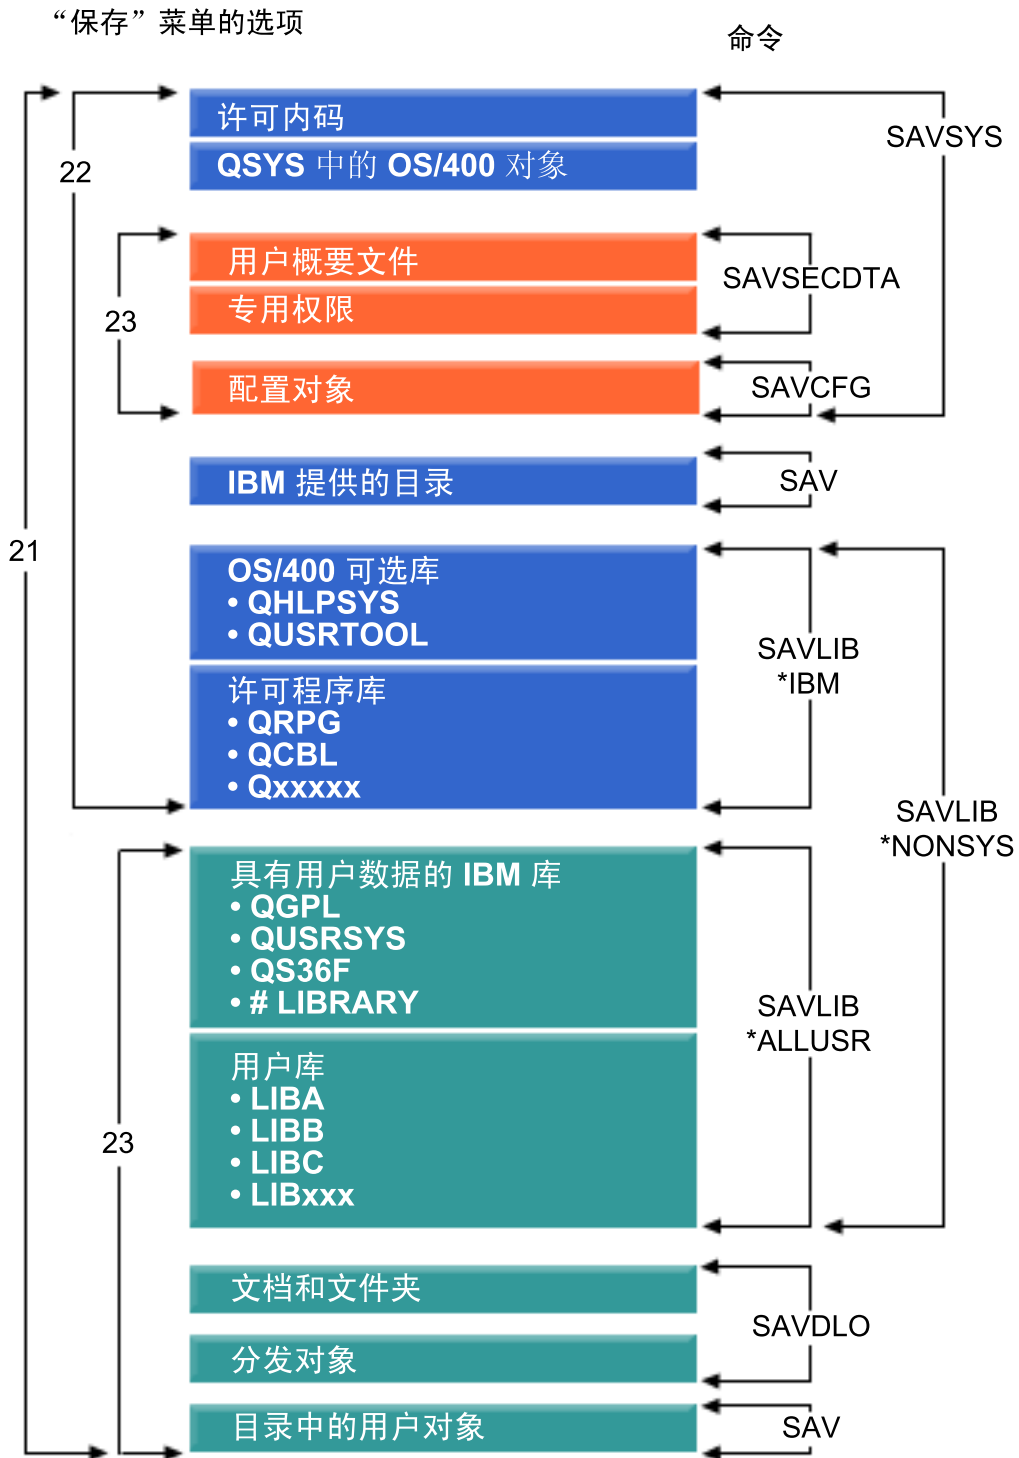 “保存”菜单的选项
命令
许可内码
SAVSYS
QSYS 中的 OS/400 对象
22
用户概要文件
SAVSECDTA
专用权限
23
配置对象
SAVCFG
IBM 提供的目录
SAV
21
OS/400 可选库
• QHLPSYS
• QUSRTOOL
SAVLIB
*IBM
许可程序库
• QRPG
• QCBL
• Qxxxxx
SAVLIB
*NONSYS
具有用户数据的 IBM 库
• QGPL
• QUSRSYS
• QS36F
• # LIBRARY
SAVLIB
*ALLUSR
用户库
• LIBA
• LIBB
• LIBC
• LIBxxx
23
文档和文件夹
SAVDLO
分发对象
目录中的用户对象
SAV